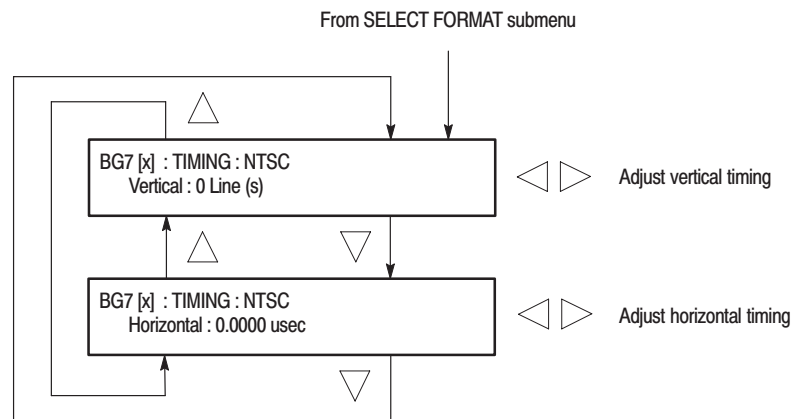 From SELECT FORMAT submenu
BG7 [x] : TIMING : NTSC
Vertical : 0 Line (s)
Adjust vertical timing
BG7 [x] : TIMING : NTSC
Horizontal : 0.0000 usec
Adjust horizontal timing